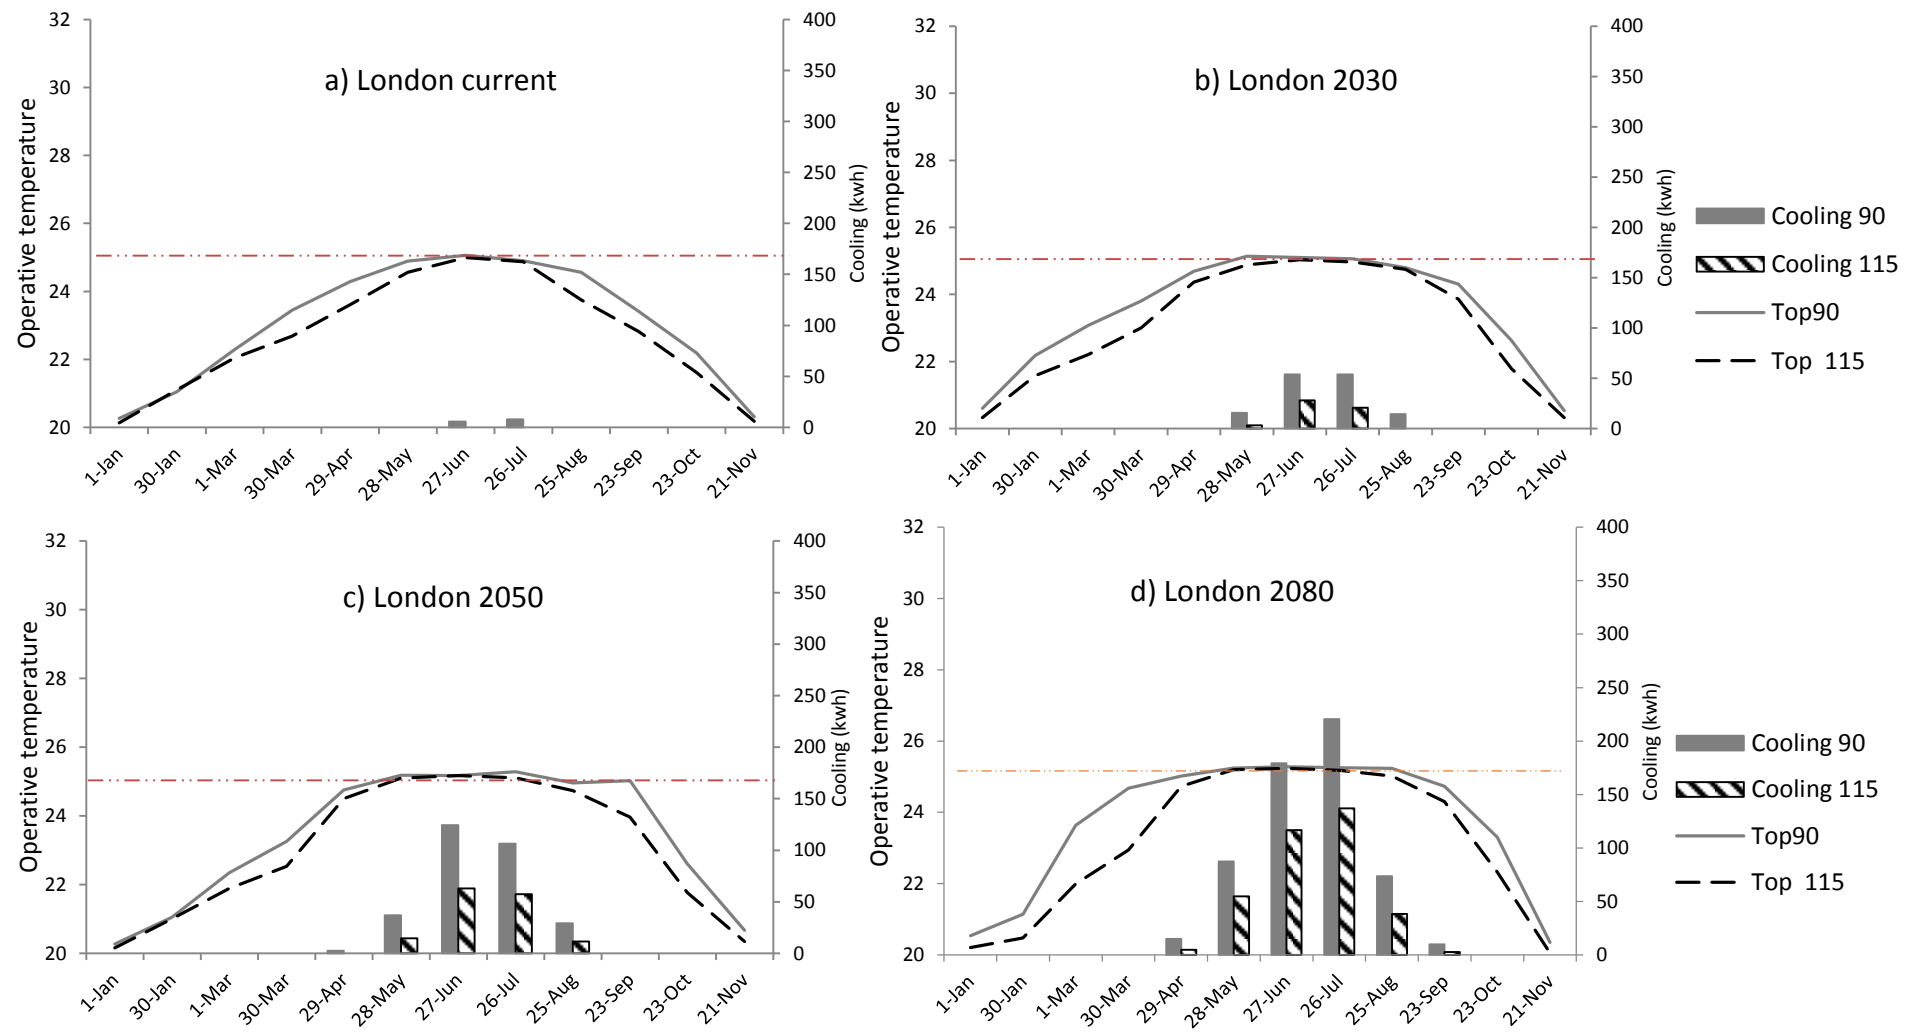 a) London current
Operative temperature
32
30
28
26
24
22
20
400
350
300
250
200
150
100
50
0
Cooling (kwh)
1-Jan
30-Jan
1-Mar
30-Mar
29-Apr
28-May
27-Jun
26-Jul
25-Aug
23-Sep
23-Oct
21-Nov
b) London 2030
Operative temperature
32
30
28
26
24
22
20
400
350
300
250
200
150
100
50
0
Cooling (kwh)
1-Jan
30-Jan
1-Mar
30-Mar
29-Apr
28-May
27-Jun
26-Jul
25-Aug
23-Sep
23-Oct
21-Nov
Cooling 90
Cooling 115
Top90
Top 115
c) London 2050
Operative temperature
32
30
28
26
24
22
20
400
350
300
250
200
150
100
50
0
Cooling (kwh)
1-Jan
30-Jan
1-Mar
30-Mar
29-Apr
28-May
27-Jun
26-Jul
25-Aug
23-Sep
23-Oct
21-Nov
d) London 2080
Operative temperature
32
30
28
26
24
22
20
400
350
300
250
200
150
100
50
0
Cooling (kwh)
1-Jan
30-Jan
1-Mar
30-Mar
29-Apr
28-May
27-Jun
26-Jul
25-Aug
23-Sep
23-Oct
21-Nov
Cooling 90
Cooling 115
Top90
Top 115